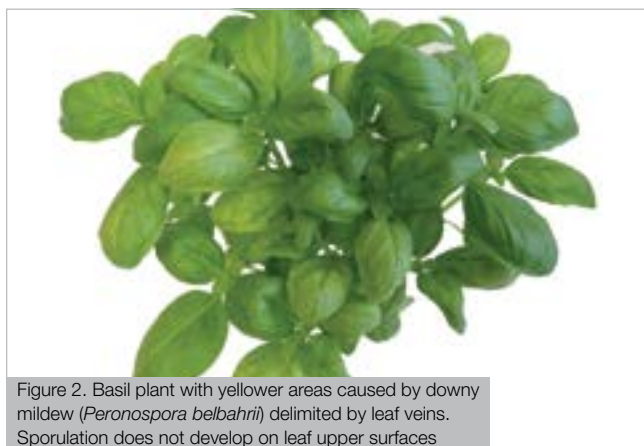 Figure 2. Basil plant with yellower areas caused by downy
mildew (Peronospora belbahrii) delimited by leaf veins.
Sporulation does not develop on leaf upper surfaces